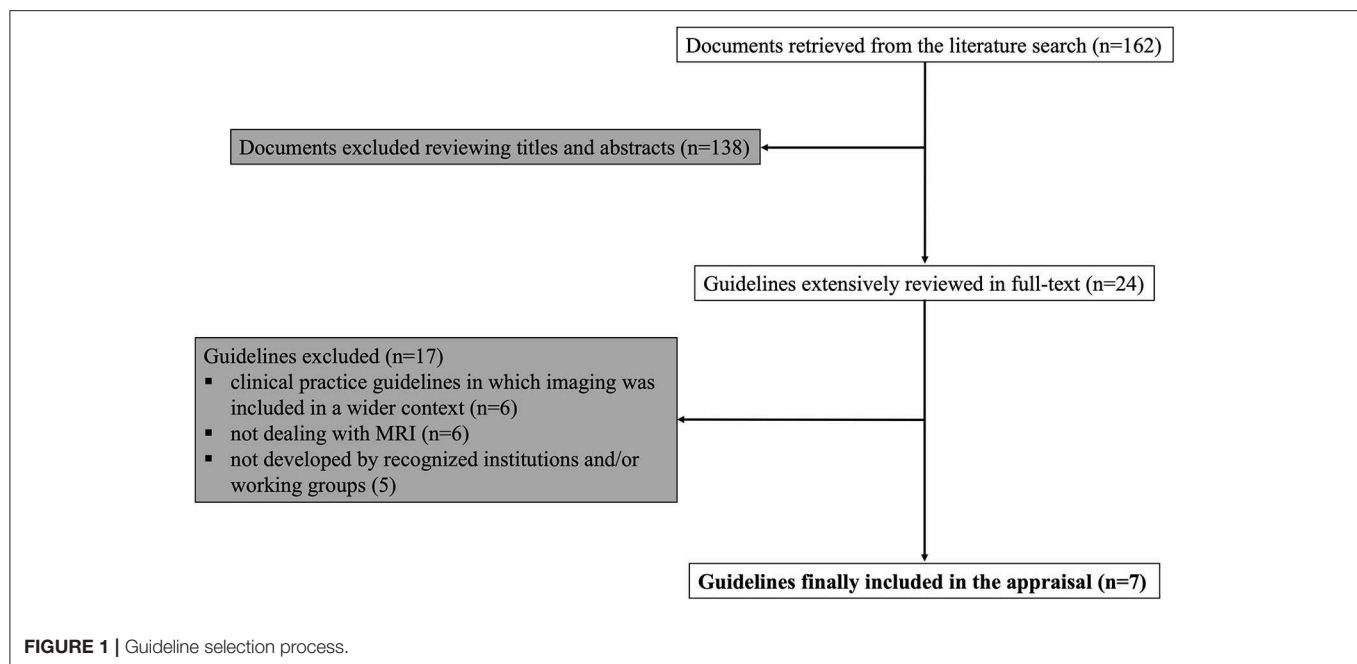 Documents retrieved from the literature search (n=162)
Documents excluded reviewing titles and abstracts (n=138)
Guidelines extensively reviewed in full-text (n=24)
Guidelines excluded (n=17)
▪ clinical practice guidelines in which imaging was
included in a wider context (n=6)
▪ not dealing with MRI (n=6)
▪ not developed by recognized institutions and/or
working groups (5)
Guidelines finally included in the appraisal (n=7)
FIGURE 1 | Guideline selection process.